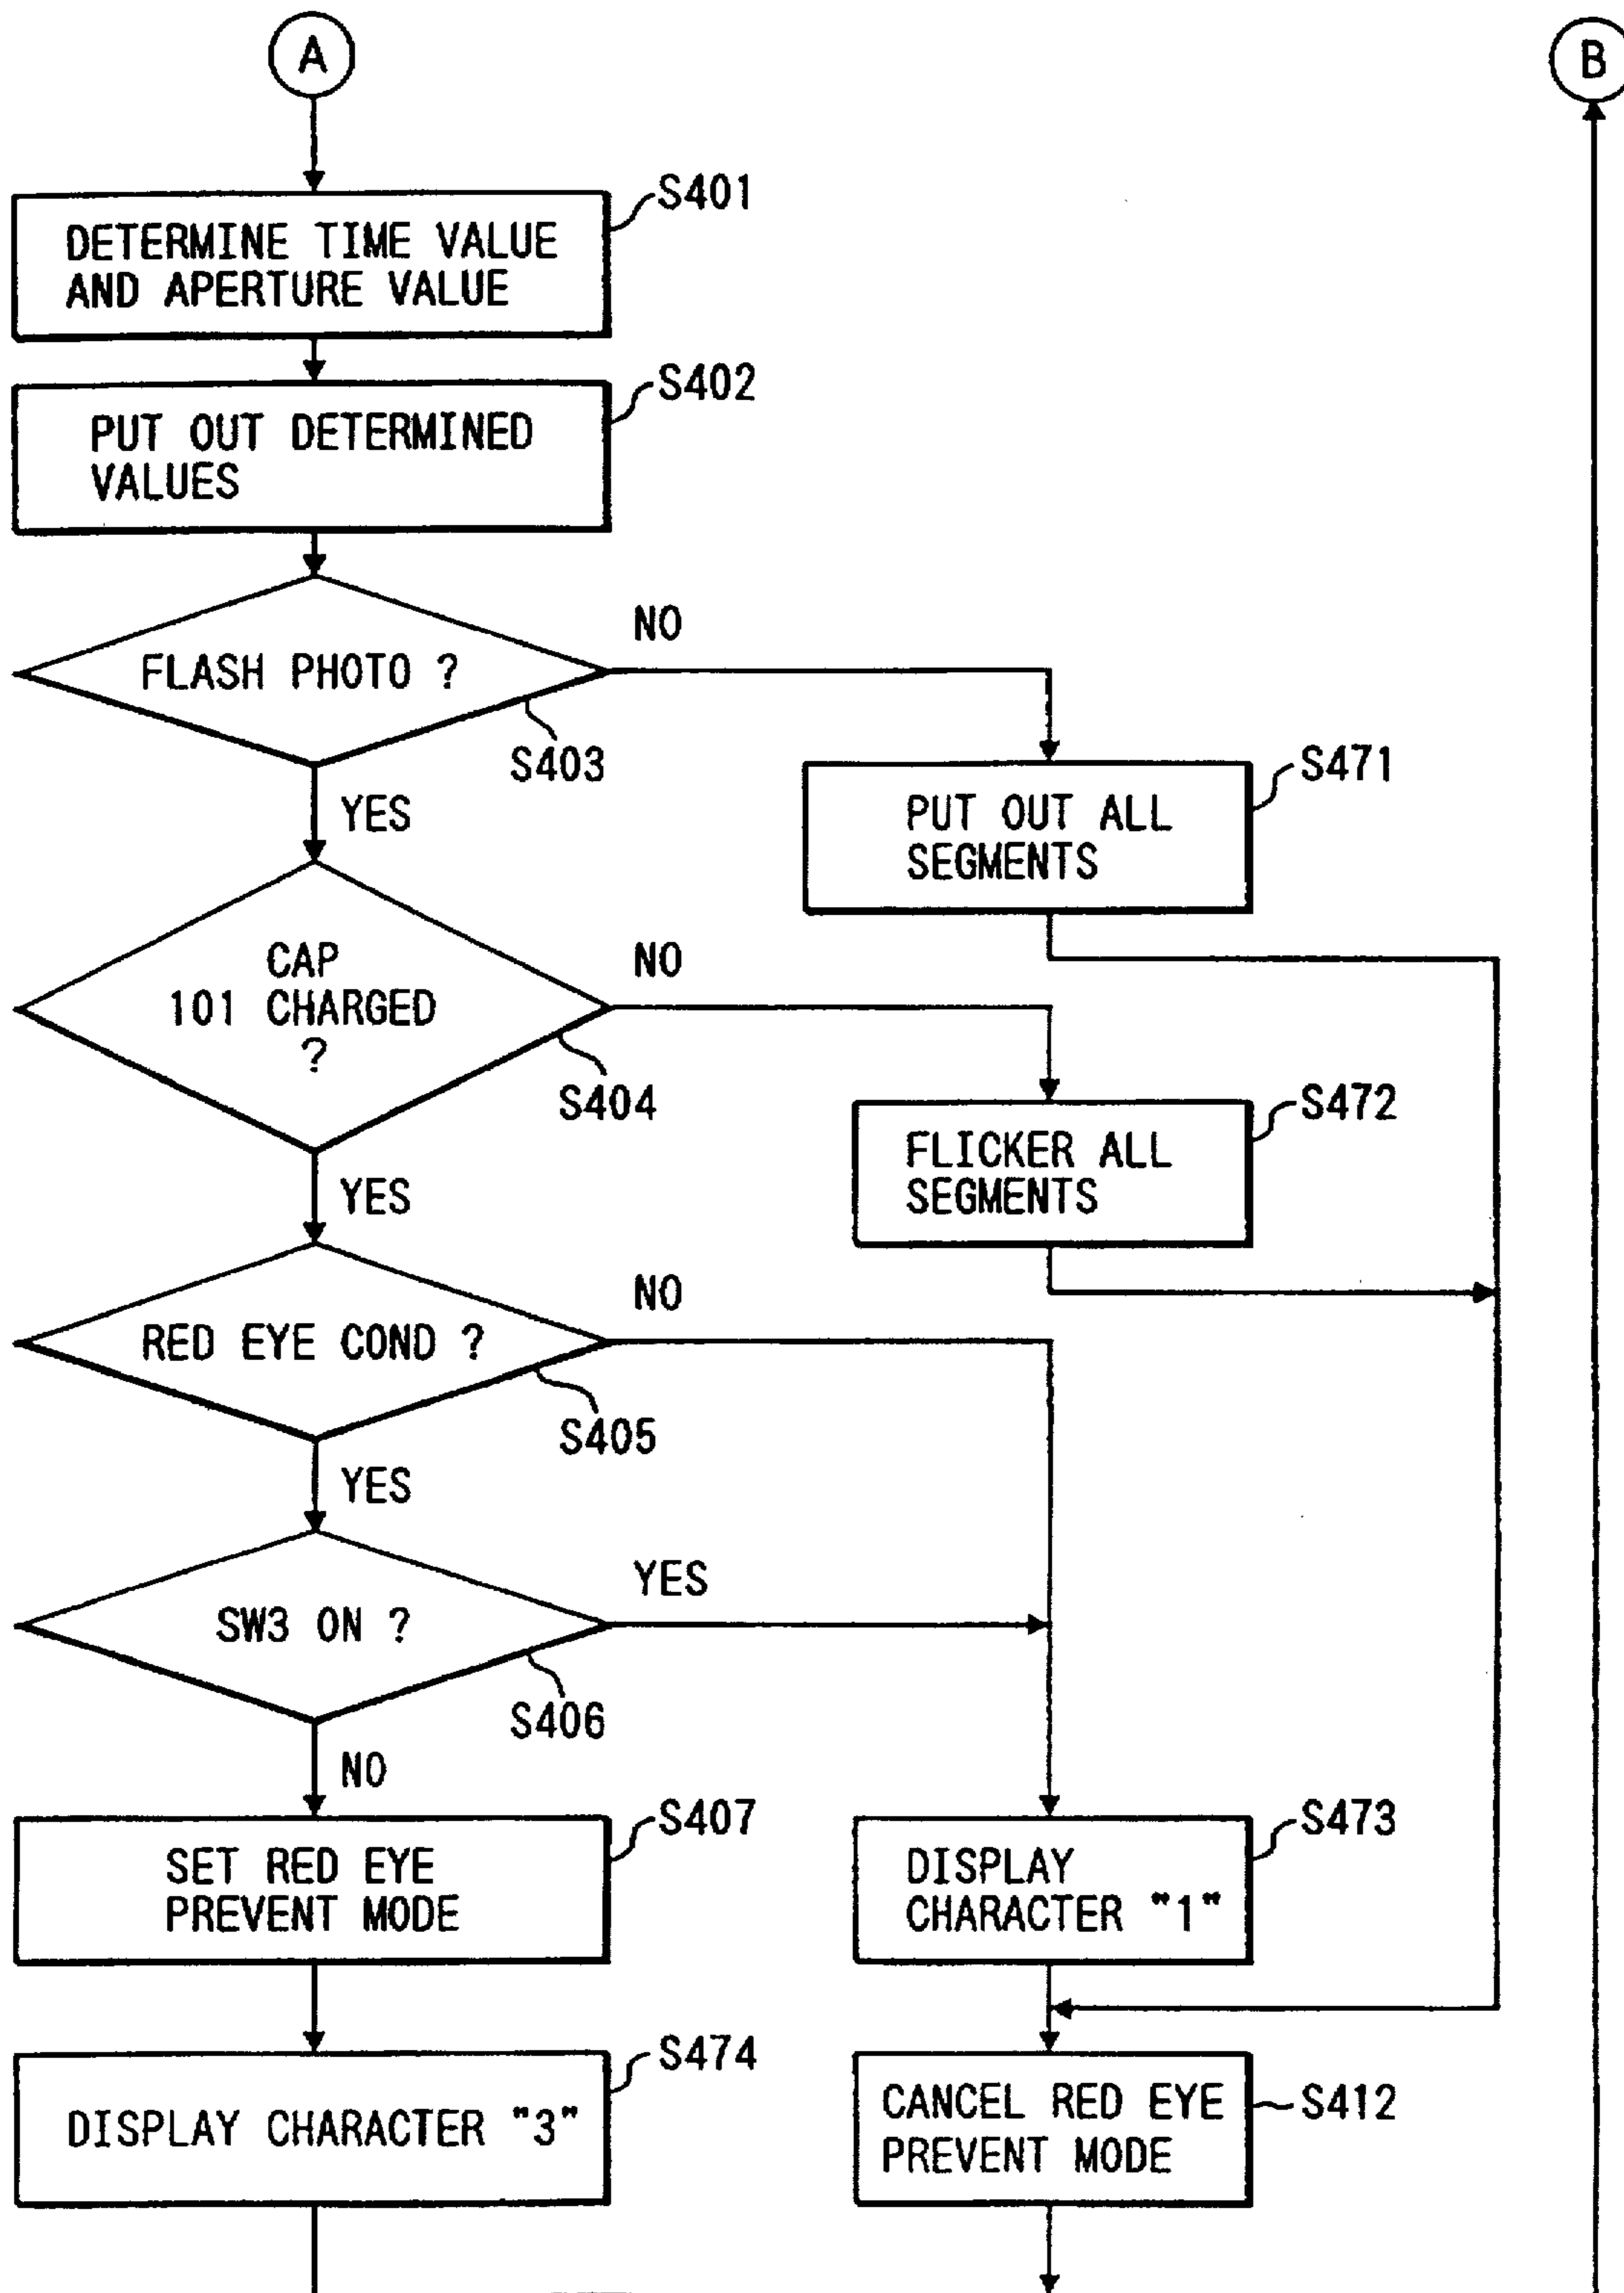 A
B
S401
DETERMINE TIME VALUE
AND APERTURE VALUE
S402
PUT OUT DETERMINED
VALUES
FLASH PHOTO ?
NO
S403
YES
S471
PUT OUT ALL
SEGMENTS
CAP
101 CHARGED
?
NO
S404
YES
S472
FLICKER ALL
SEGMENTS
RED EYE COND ?
NO
S405
YES
SW3 ON ?
YES
S406
NO
S407
SET RED EYE
PREVENT MODE
S473
DISPLAY
CHARACTER "1"
S474
DISPLAY CHARACTER "3"
S412
CANCEL RED EYE
PREVENT MODE